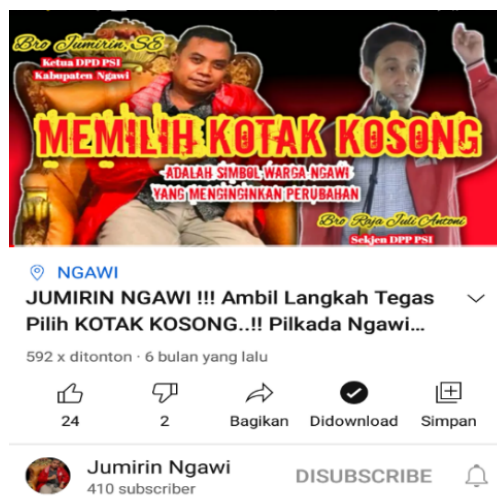 Bro Jumirin, SE
Ketua DPD PSI
Kabupaten Ngawi
MEMILIH KOTAK KOSONG
ADALAH SIMBOL WARGA NGAWI
YANG MENGINGINKAN PERUBAHAN
Bro Raja Juli Antoni
Sekjen DPP PSI
NGAWI
JUMIRIN NGAWI !!! Ambil Langkah Tegas
Pilih KOTAK KOSONG..!! Pilkada Ngawi...
592 x ditonton · 6 bulan yang lalu
24
2
Bagikan
Didownload
Simpan
Jumirin Ngawi
410 subscriber
DISUBSCRIBE